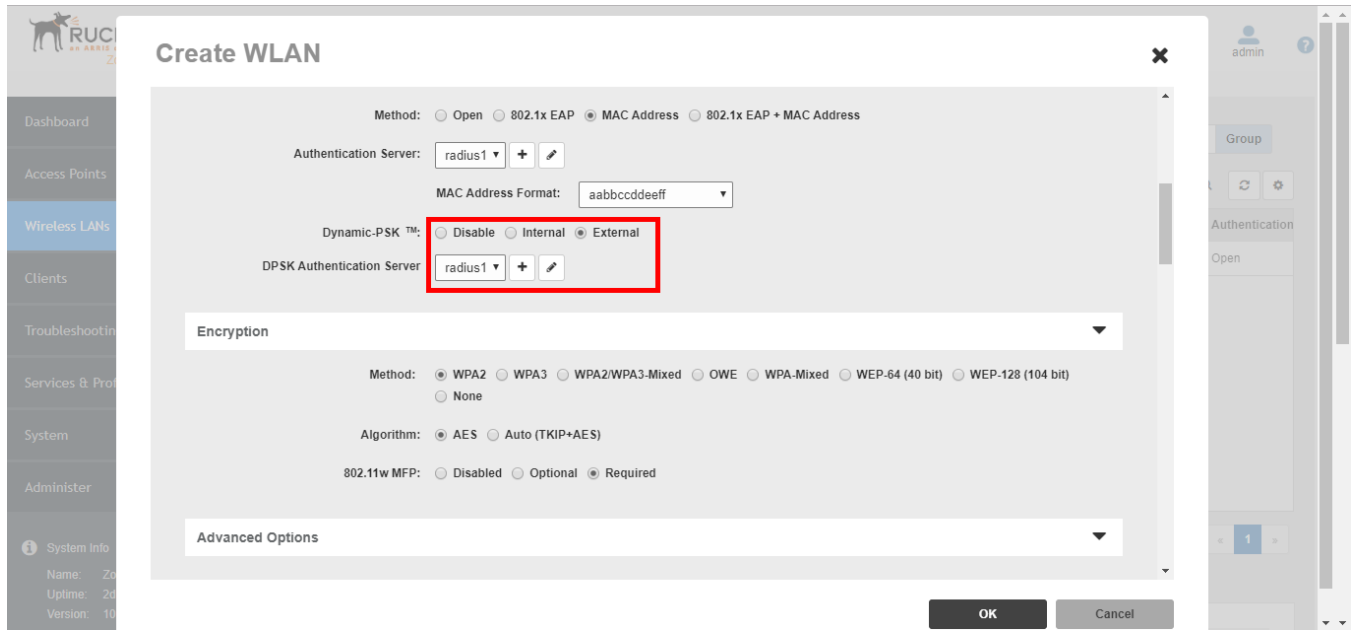 RUC
admin
Create WLAN
Dashboard
Access Points
Wireless LANs
Clients
System
Administer
System Info
Name:
Uptime: 2d
Version: 10
Method: Open 802.1x EAP MAC Address 802.1x EAP + MAC Address
Authentication Server: radius1
MAC Address Format: aabbccddeeff
Dynamic-PSK ™: Disable Internal External
DPSK Authentication Server radius1
Encryption
Method: WPA2 WPA3 WPA2/WPA3-Mixed OWE WPA-Mixed WEP-64 (40 bit) WEP-128 (104 bit)
None
Algorithm: AES Auto (TKIP+AES)
802.11w MFP: Disabled Optional Required
Advanced Options
OK Cancel
Group
Authentication
Open
« 1 »